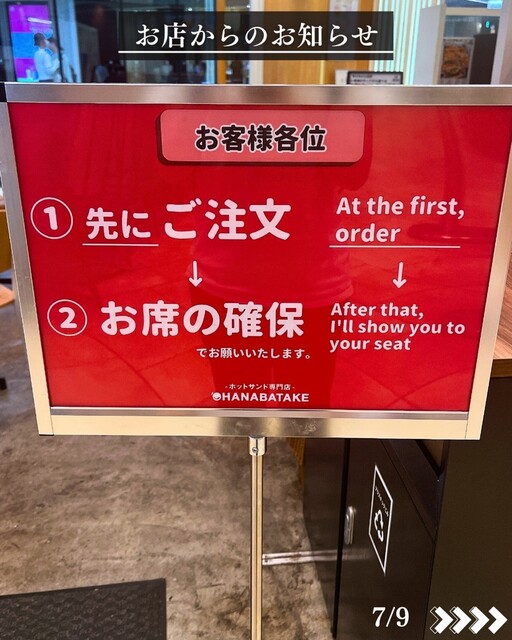 お店からのお知らせ
お客様各位
① 先に ご注文
At the first,
order
↓
↓
② お席の確保
でお願いいたします。
After that,
I'll show you to
your seat
- ホットサンド専門店 -
OHANABATAKE
7/9